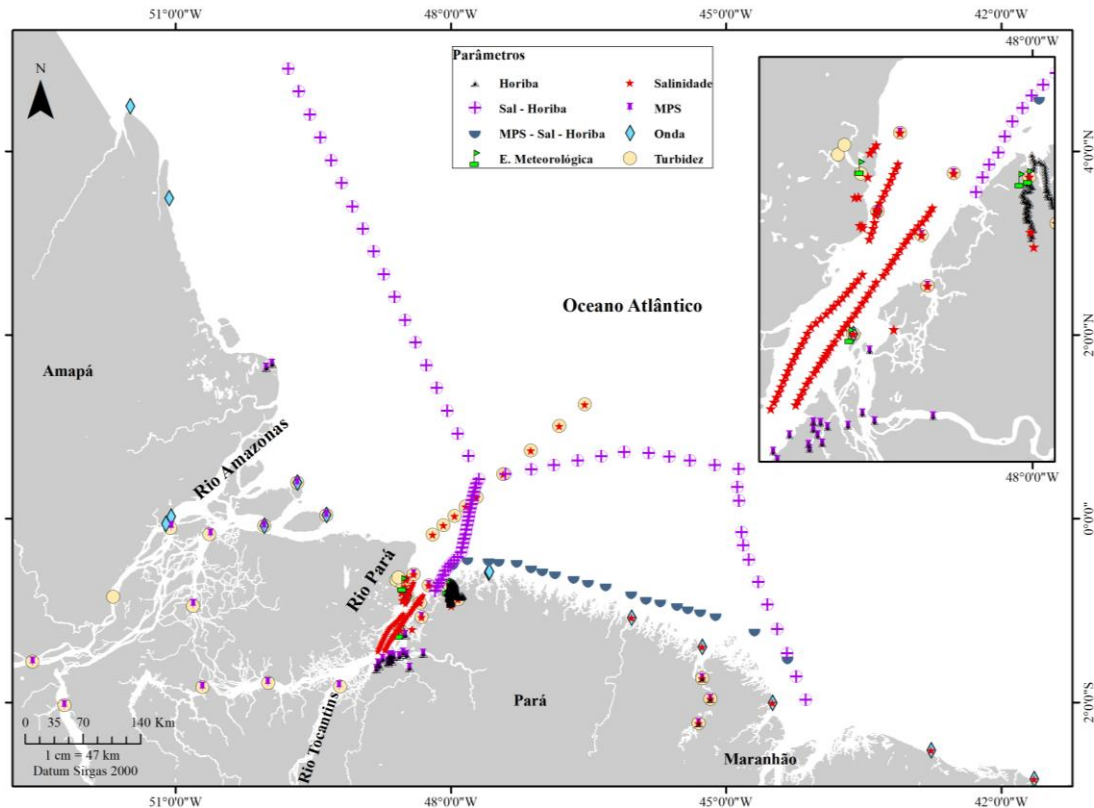 51°0'0"W 48°0'0"W 45°0'0"W 42°0'0"W
48°0'0"W
N
Parâmetros
Horiba Salinidade
Sal - Horiba MPS
MPS - Sal - Horiba Onda
E. Meteorológica Turbidez
4°0'0"N
Oceano Atlântico
2°0'0"N
Amapá
Rio Amazonas
48°0'0"W
0°0'0"
Rio Pará
Pará
Rio Tocantins
2°0'0"S
0 35 70 140 Km
1 cm = 47 km
Datum Sirgas 2000
Maranhão
51°0'0"W 48°0'0"W 45°0'0"W 42°0'0"W